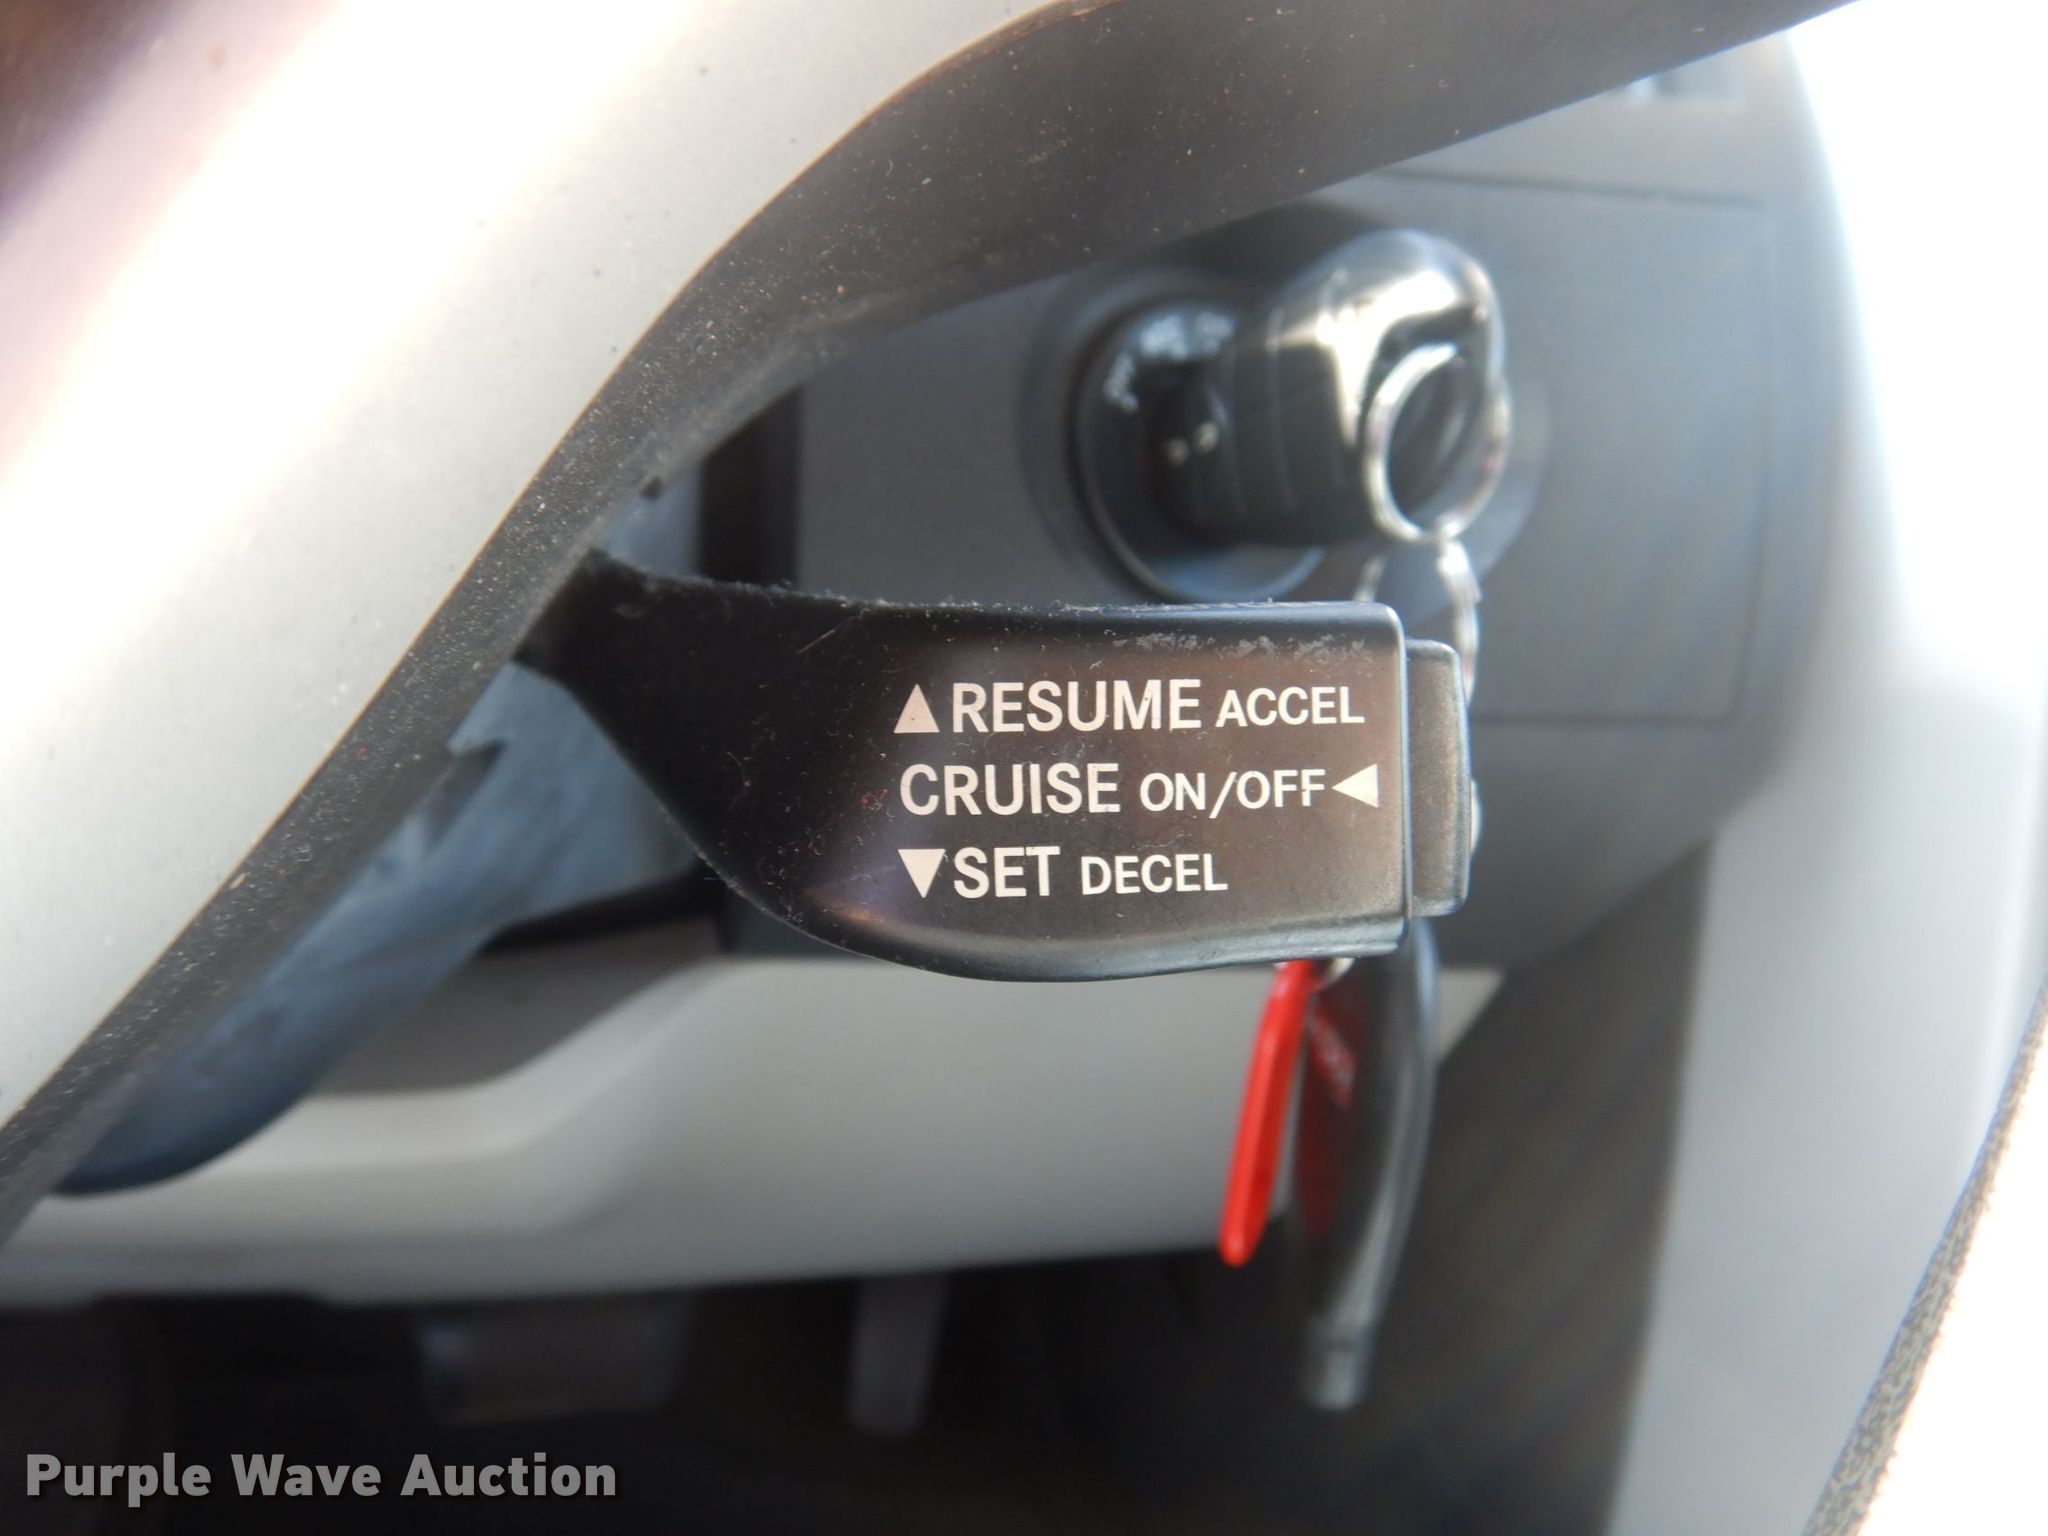 ▲RESUME ACCEL
CRUISE ON/OFF◀
▼SET DECEL
Purple Wave Auction